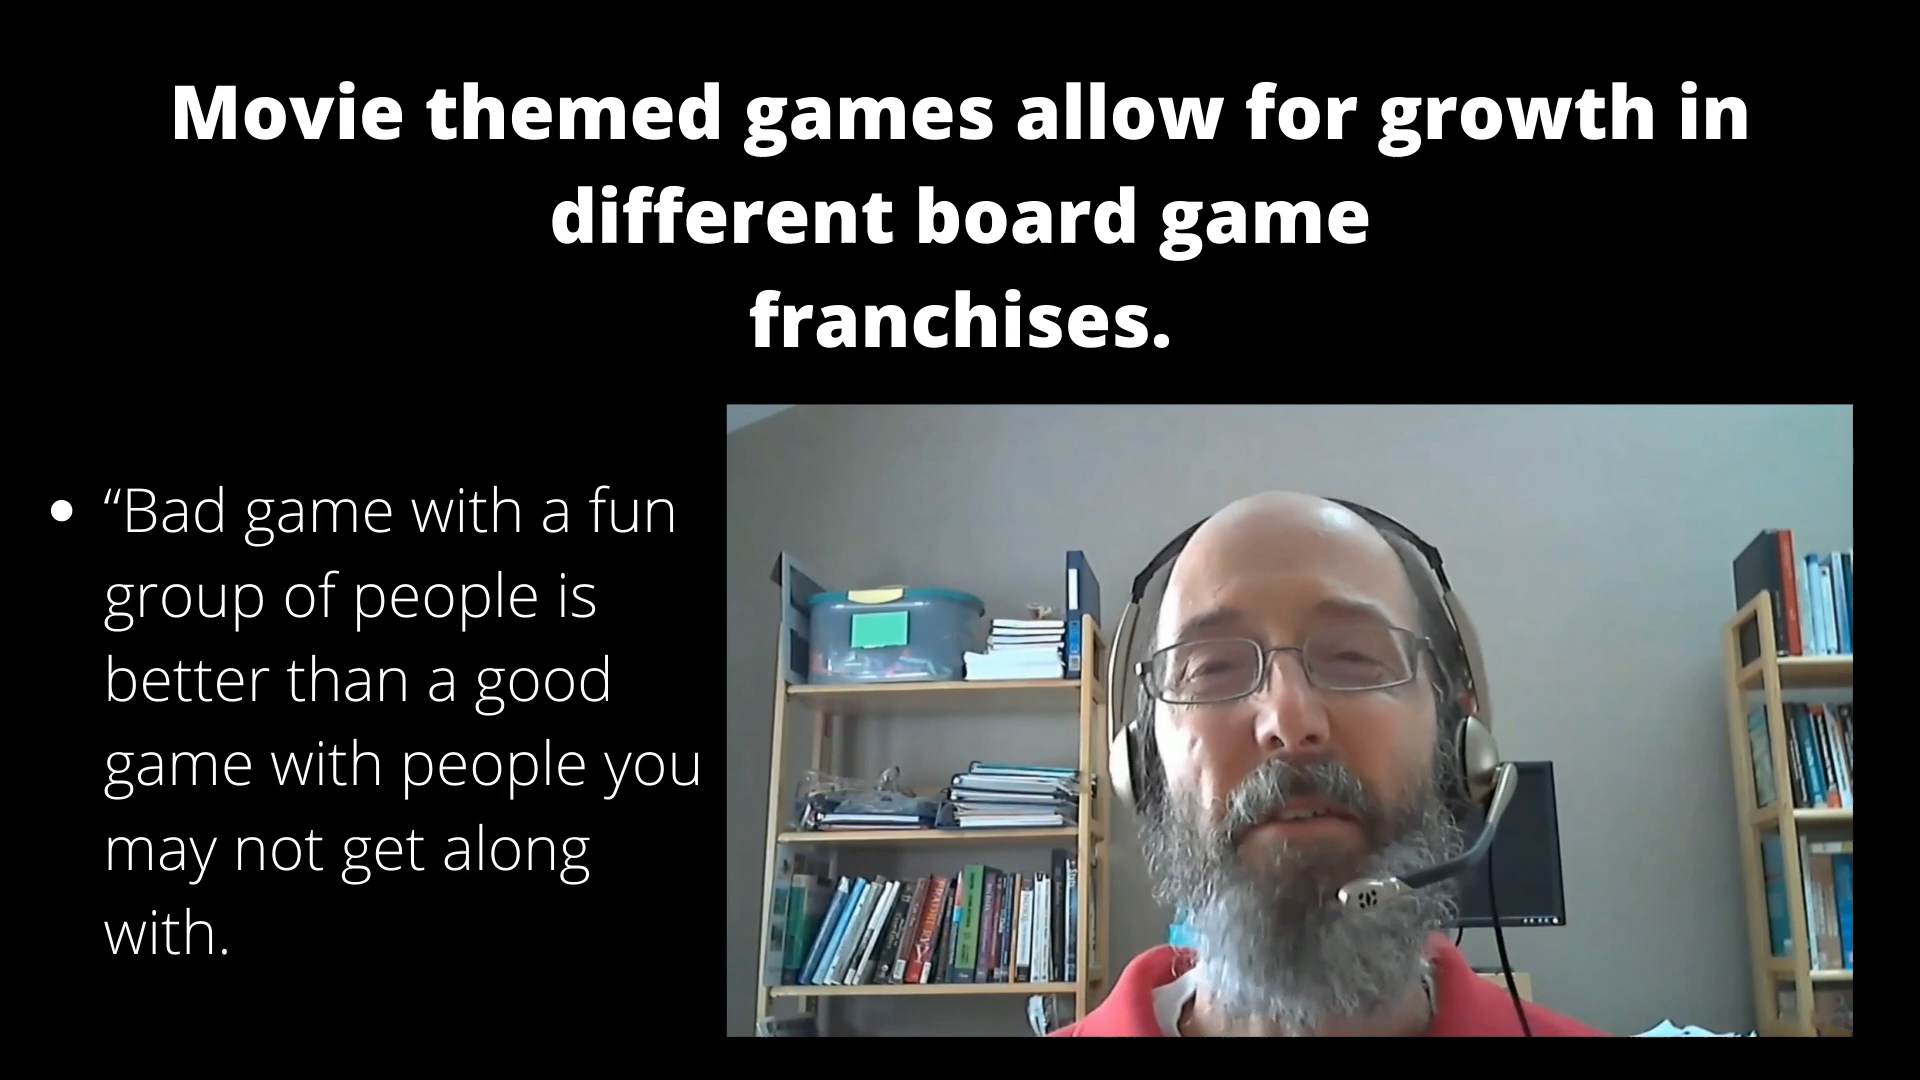 Movie themed games allow for growth in
different board game
franchises.
• “Bad game with a fun
group of people is
better than a good
game with people you
may not get along
with.